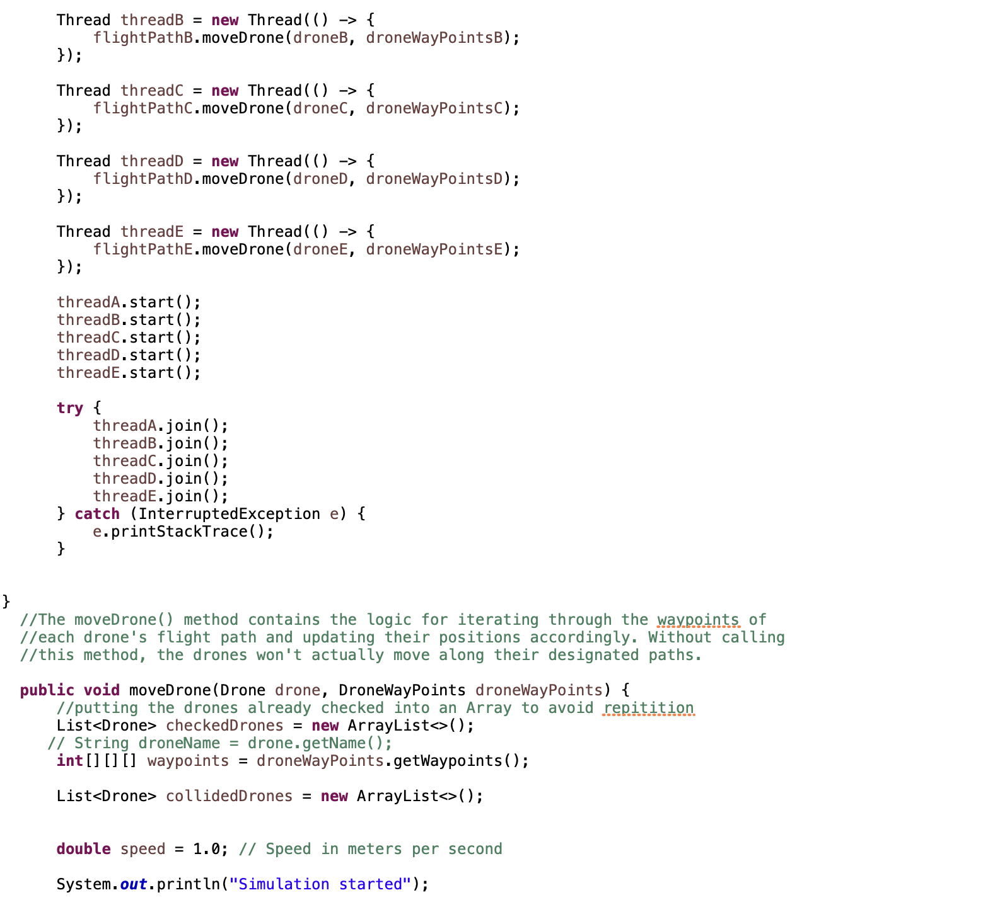 Thread threadB = new Thread(() -> {
flightPathB.moveDrone(droneB, droneWayPointsB);
});
Thread threadC = new Thread(() -> {
flightPathC.moveDrone(droneC, droneWayPointsC);
});
Thread threadD = new Thread(() -> {
flightPathD.moveDrone(droneD, droneWayPointsD);
});
Thread threadE = new Thread(() -> {
flightPathE.moveDrone(droneE, droneWayPointsE);
});
threadA.start();
threadB.start();
threadC.start();
threadD.start();
threadE.start();
try {
threadA.join();
threadB.join();
threadC.join();
threadD.join();
threadE.join();
} catch (InterruptedException e) {
e.printStackTrace();
}
}
//The moveDrone() method contains the logic for iterating through the waypoints of
//each drone's flight path and updating their positions accordingly. Without calling
//this method, the drones won't actually move along their designated paths.
public void moveDrone(Drone drone, DroneWayPoints droneWayPoints) {
//putting the drones already checked into an Array to avoid repitition
List<Drone> checkedDrones = new ArrayList<>();
// String droneName = drone.getName();
int[][][] waypoints = droneWayPoints.getWaypoints();
List<Drone> collidedDrones = new ArrayList<>();
double speed = 1.0; // Speed in meters per second
System.out.println("Simulation started");